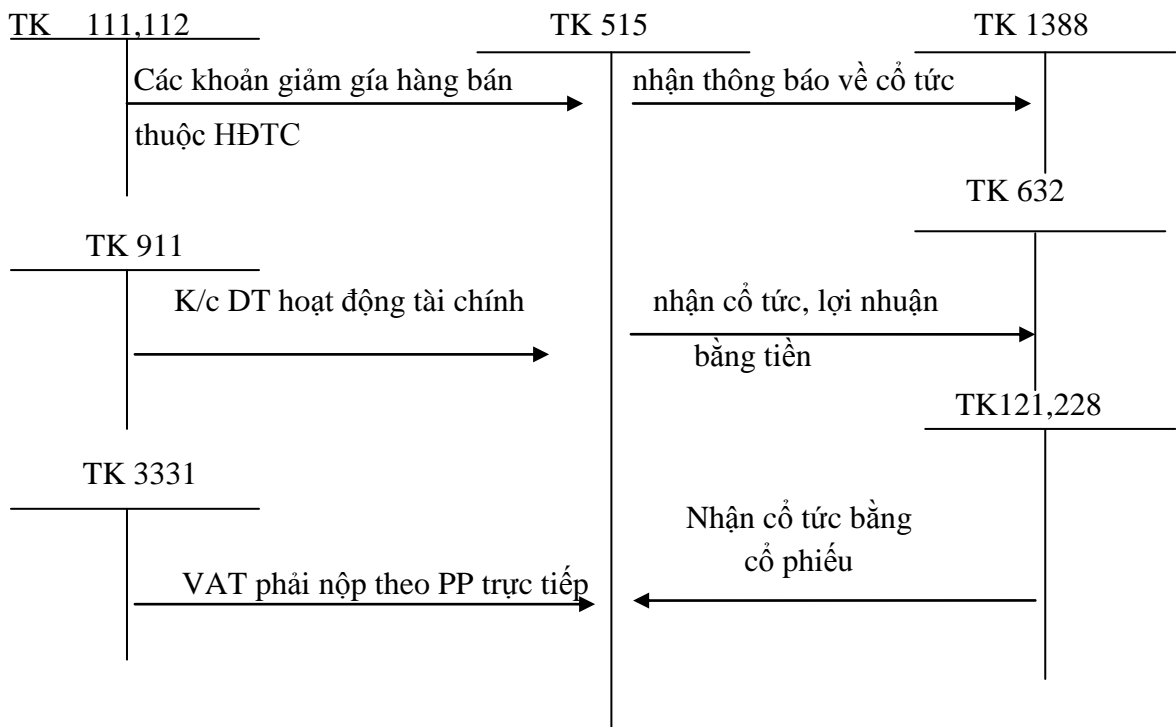 TK 111,112
TK 515
TK 1388
Các khoản giảm gía hàng bán
thuộc HĐTC
nhận thông báo về cổ tức
TK 632
TK 911
K/c DT hoạt động tài chính
nhận cổ tức, lợi nhuận
bằng tiền
TK121,228
TK 3331
Nhận cổ tức bằng
cổ phiếu
VAT phải nộp theo PP trực tiếp